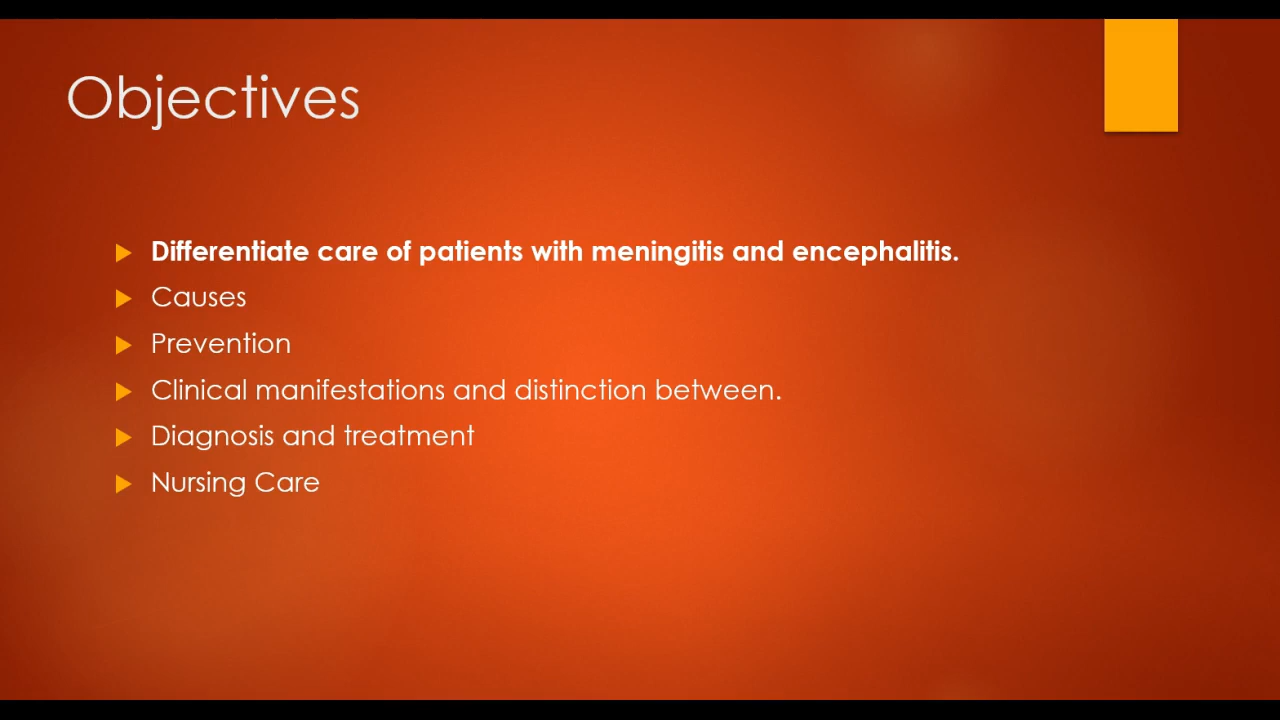 Objectives
Differentiate care of patients with meningitis and encephalitis.
Causes
Prevention
Clinical manifestations and distinction between.
Diagnosis and treatment
Nursing Care